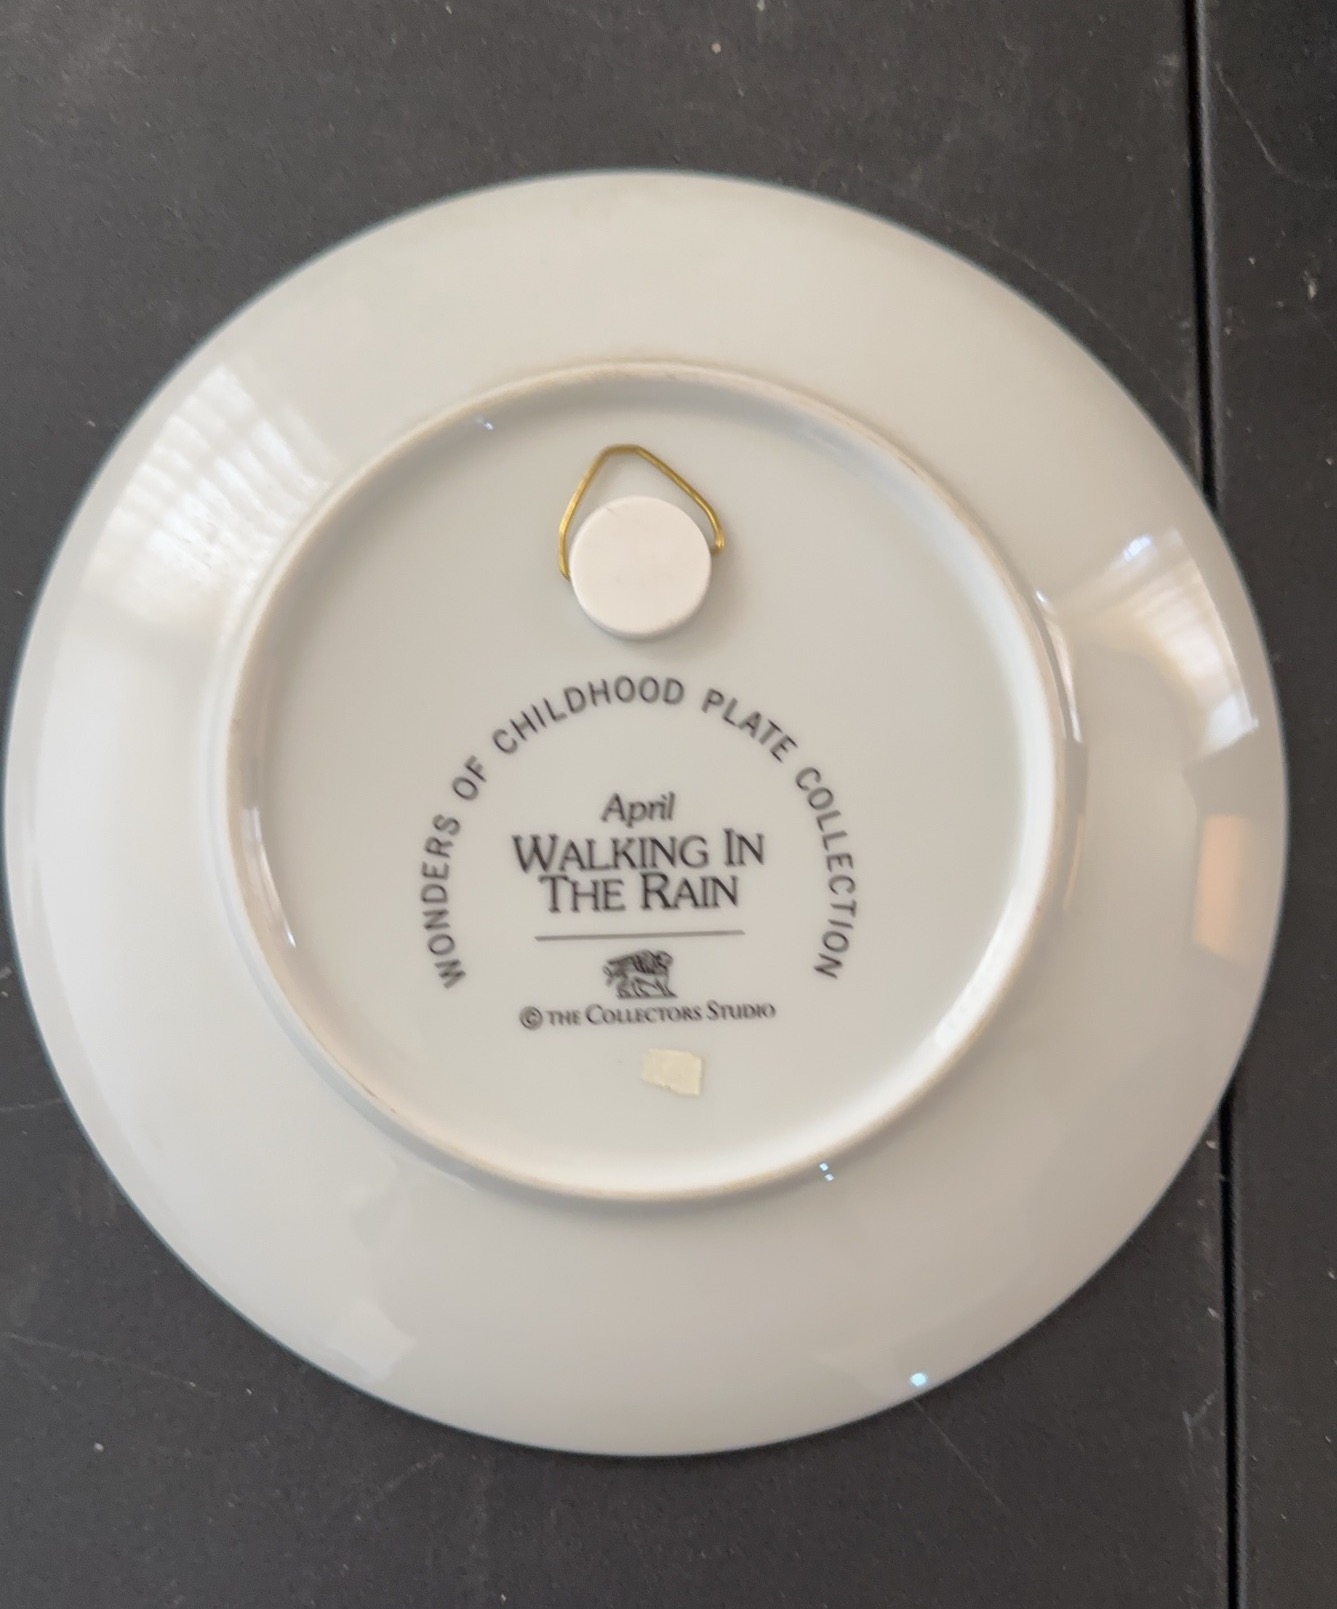 WONDERS OF CHILDHOOD PLATE COLLECTION
April
WALKING IN
THE RAIN
© THE COLLECTORS STUDIO